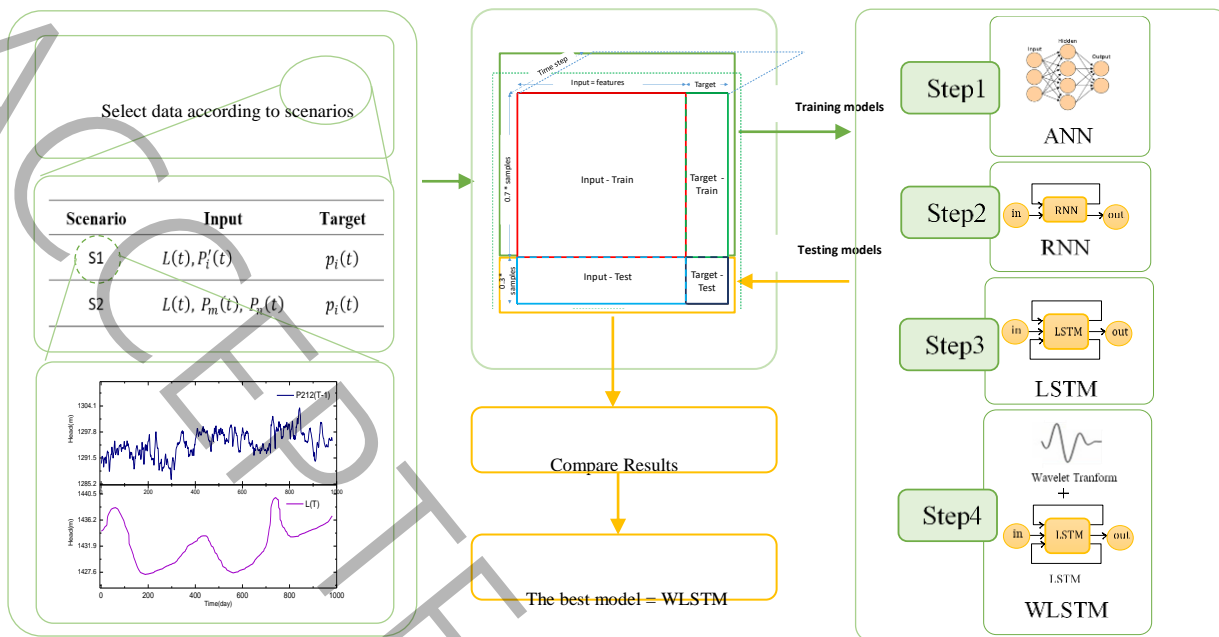 Select data according to scenarios
Scenario Input Target
S1 L(t), P′ᵢ(t) pᵢ(t)
S2 L(t), Pₘ(t), Pₙ(t) pᵢ(t)
P212(T-1)
Head(m)
1304.1
1297.8
1291.5
1285.2
0 200 400 600 800 1000
L(T)
Head(m)
1440.5
1436.2
1431.9
1427.6
0 200 400 600 800 1000
Time(day)
Time step
Input = features
Target
0.7 * samples
Input - Train
Target -
Train
0.3 *
samples
Input - Test
Target -
Test
Compare Results
The best model = WLSTM
Training models
Testing models
Step1
Input
Hidden
Output
ANN
Step2
in
RNN
out
RNN
Step3
in
LSTM
out
LSTM
Step4
Wavelet Tranform
+
in
LSTM
out
LSTM
WLSTM
ACCEPTE